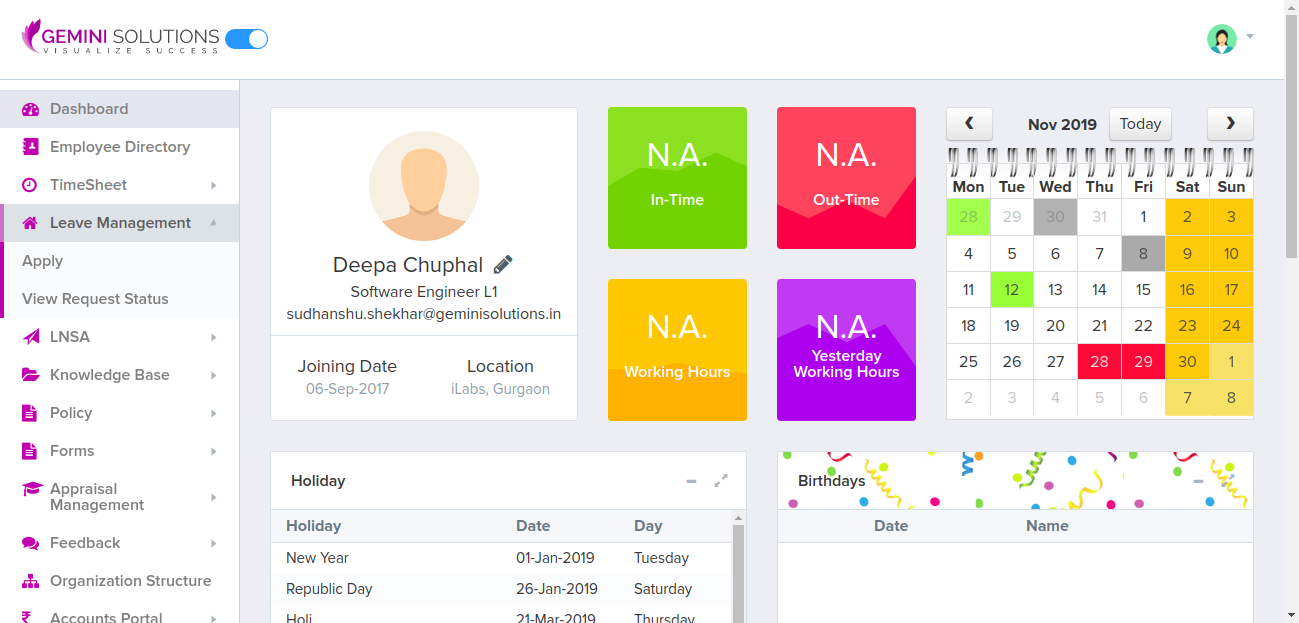 GEMINI SOLUTIONS
VISUALIZE SUCCESS
Dashboard
Employee Directory
TimeSheet
Leave Management
Apply
View Request Status
LNSA
Knowledge Base
Policy
Forms
Appraisal
Management
Feedback
Organization Structure
Accounts Portal
Deepa Chuphal
Software Engineer L1
sudhanshu.shekhar@geminisolutions.in
Joining Date Location
06-Sep-2017 iLabs, Gurgaon
N.A.
In-Time
N.A.
Out-Time
N.A.
Working Hours
N.A.
Yesterday
Working Hours
Nov 2019 Today
Mon Tue Wed Thu Fri Sat Sun
28 29 30 31 1 2 3
4 5 6 7 8 9 10
11 12 13 14 15 16 17
18 19 20 21 22 23 24
25 26 27 28 29 30 1
2 3 4 5 6 7 8
Holiday
Holiday Date Day
New Year 01-Jan-2019 Tuesday
Republic Day 26-Jan-2019 Saturday
Holi 21-Mar-2019 Thursday
Birthdays
Date Name